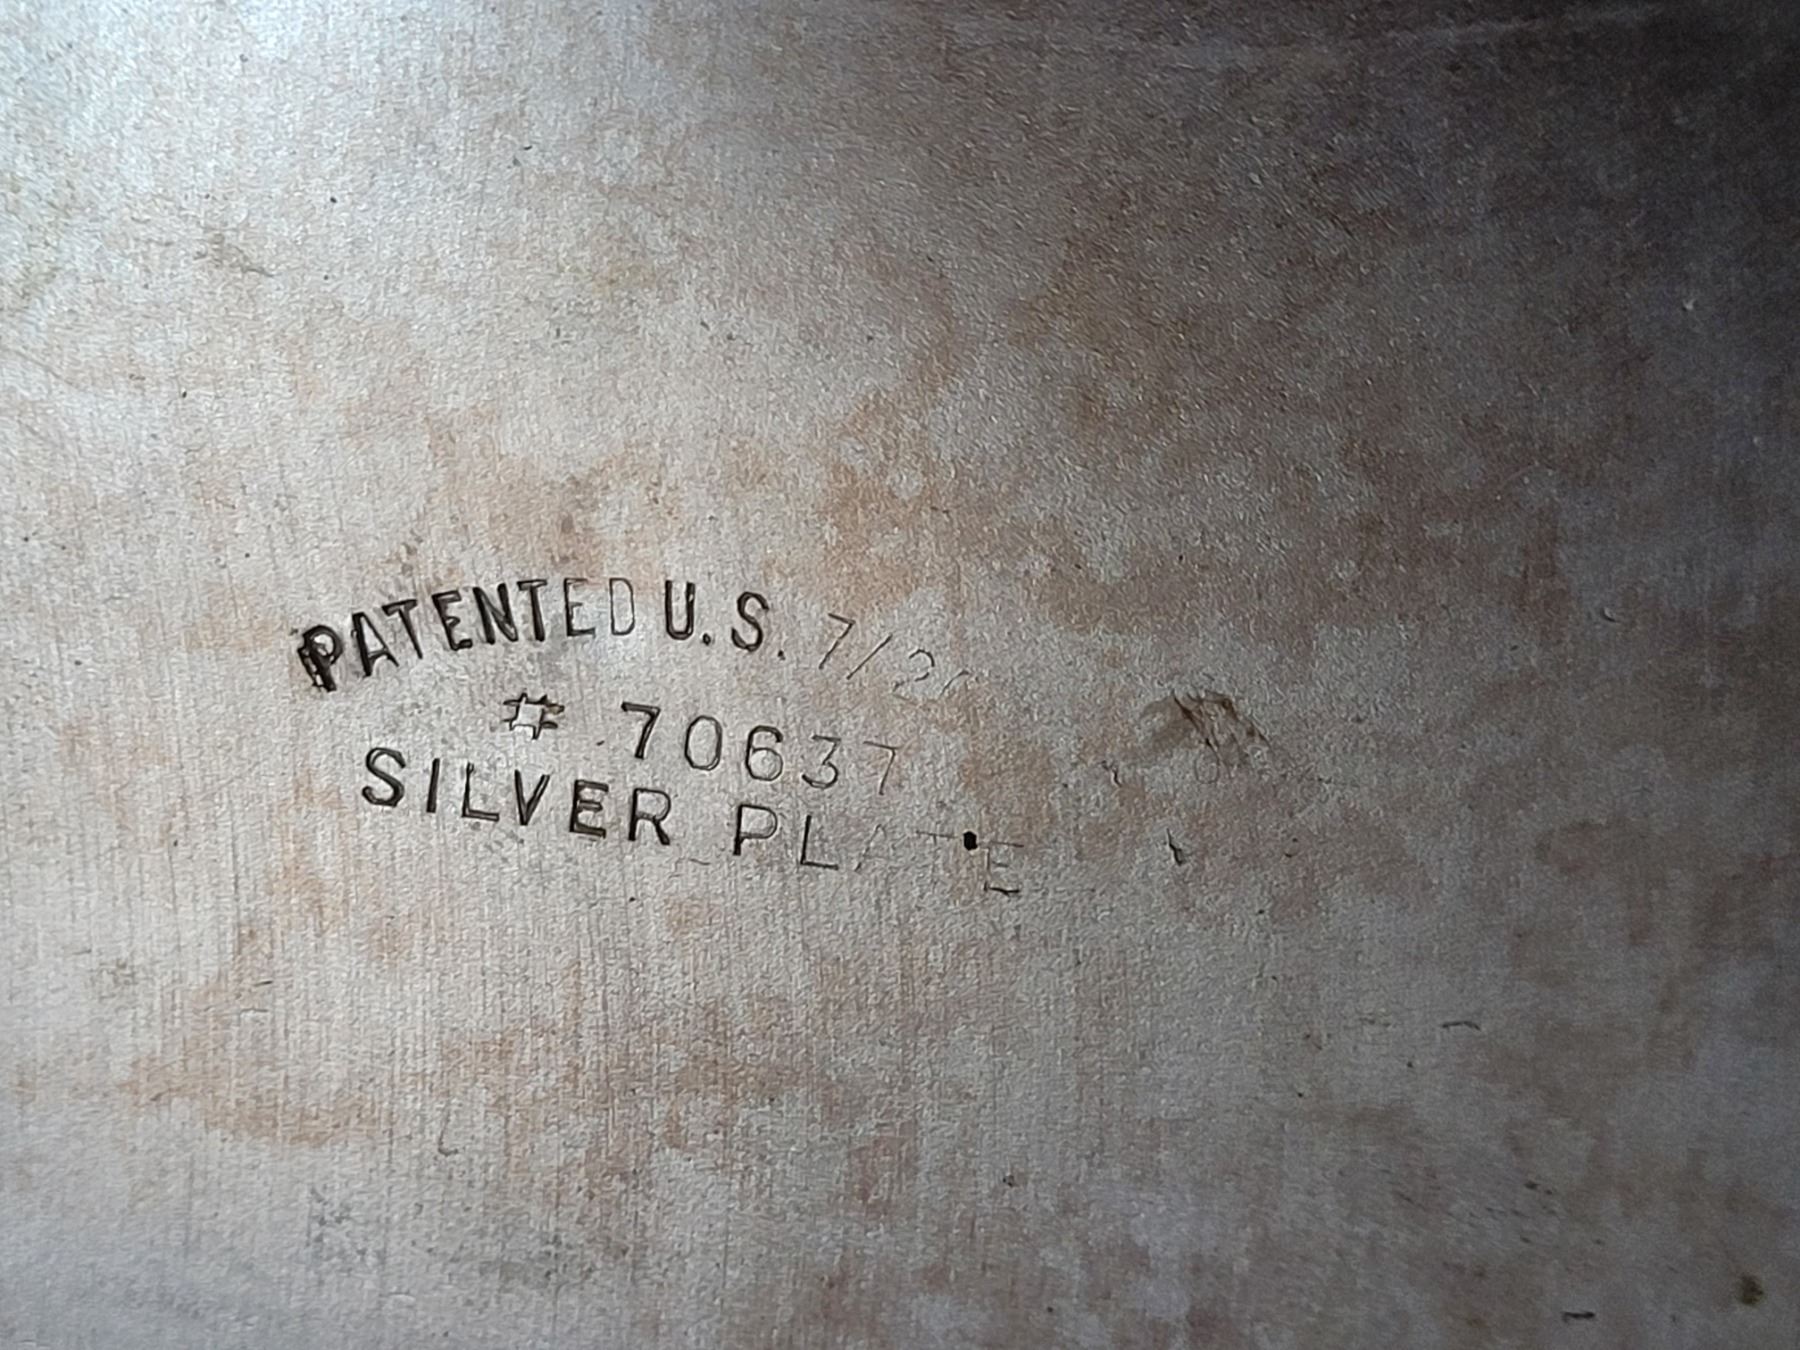 PATENTED U.S. 7/2
# 70637
SILVER PLATE